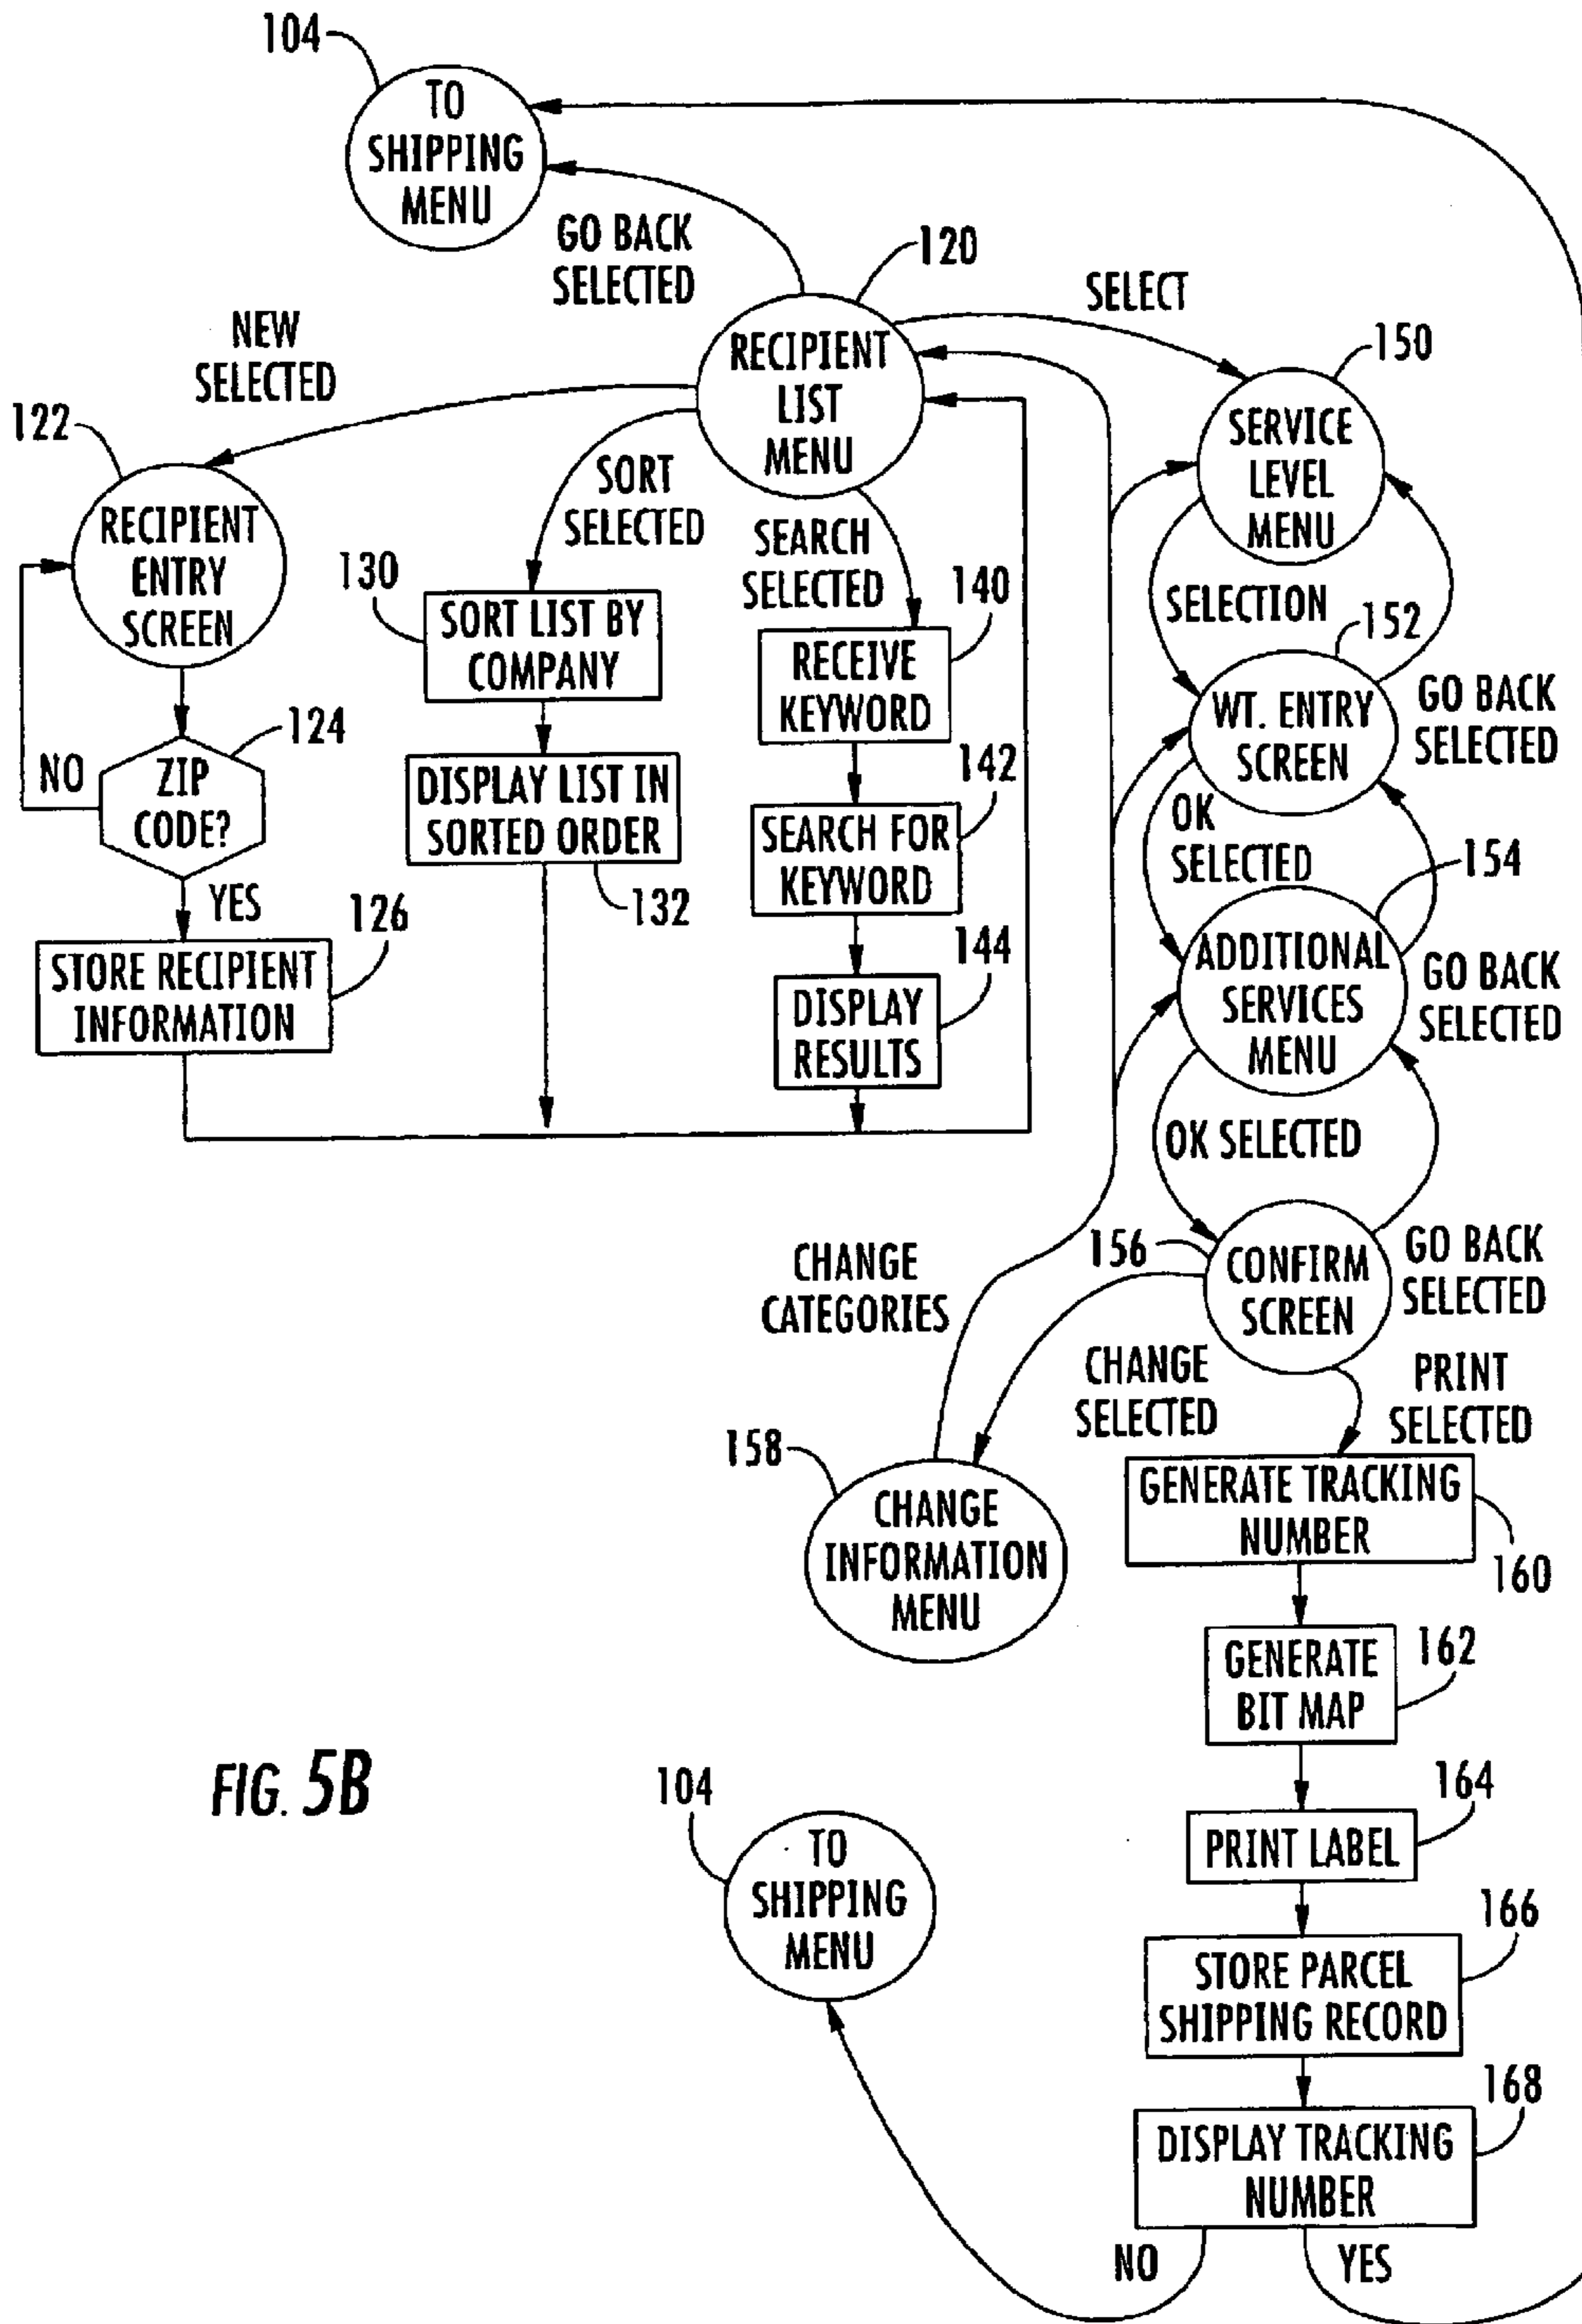 104
TO
SHIPPING
MENU
GO BACK
SELECTED
120
SELECT
NEW
SELECTED
RECIPIENT
LIST
MENU
150
SERVICE
LEVEL
MENU
122
RECIPIENT
ENTRY
SCREEN
SORT
SELECTED
SEARCH
SELECTED
130
SORT LIST BY
COMPANY
140
RECEIVE
KEYWORD
SELECTION
152
WT. ENTRY
SCREEN
GO BACK
SELECTED
124
NO
ZIP
CODE?
YES
DISPLAY LIST IN
SORTED ORDER
132
142
SEARCH FOR
KEYWORD
OK
SELECTED
154
126
STORE RECIPIENT
INFORMATION
144
DISPLAY
RESULTS
ADDITIONAL
SERVICES
MENU
GO BACK
SELECTED
OK SELECTED
CHANGE
CATEGORIES
156
CONFIRM
SCREEN
GO BACK
SELECTED
CHANGE
SELECTED
PRINT
SELECTED
158
CHANGE
INFORMATION
MENU
GENERATE TRACKING
NUMBER
160
GENERATE
BIT MAP
162
FIG. 5B
104
TO
SHIPPING
MENU
PRINT LABEL
164
STORE PARCEL
SHIPPING RECORD
166
DISPLAY TRACKING
NUMBER
168
NO
YES